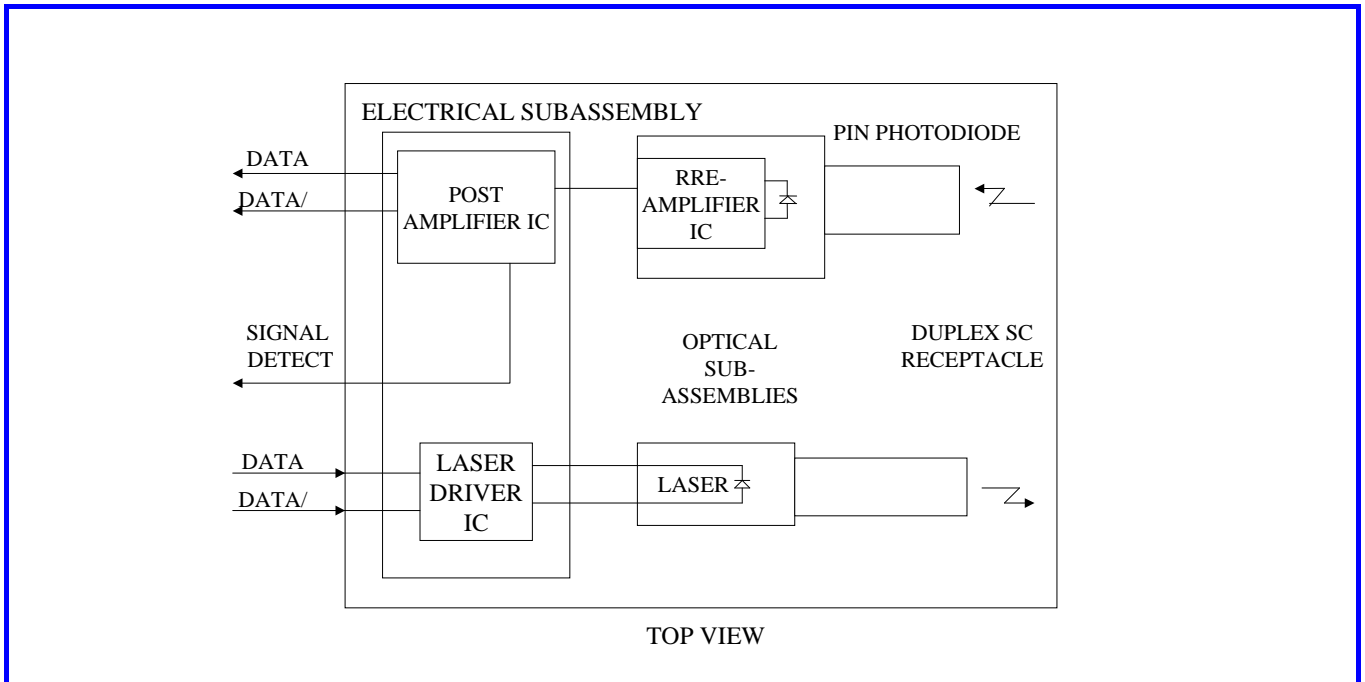 ELECTRICAL SUBASSEMBLY
PIN PHOTODIODE
DATA
DATA/
POST
AMPLIFIER IC
RRE-
AMPLIFIER
IC
SIGNAL
DETECT
OPTICAL
SUB-
ASSEMBLIES
DUPLEX SC
RECEPTACLE
DATA
DATA/
LASER
DRIVER
IC
LASER
TOP VIEW